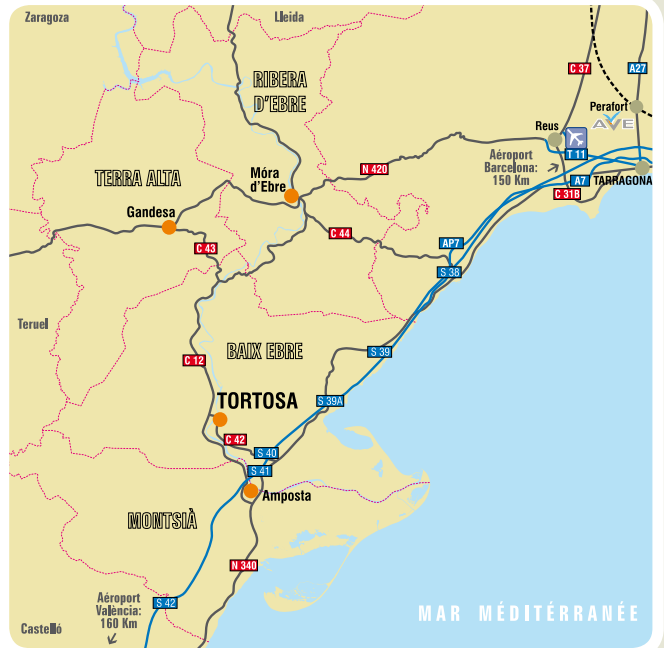 Zaragoza
Lleida
C 37
A27
RIBERA
D'EBRE
Perafort
AVE
Reus
T 11
Aéroport
Barcelona:
150 Km
N 420
A7
TARRAGONA
C 31B
TERRA ALTA
Móra
d'Ebre
Gandesa
C 43
C 44
AP7
S 38
Teruel
BAIX EBRE
S 39
C 12
TORTOSA
S 39A
C 42
S 40
S 41
Amposta
MONTSIÀ
N 340
Aéroport
València:
160 Km
S 42
MAR MÉDITÉRRANÉE
Castelló